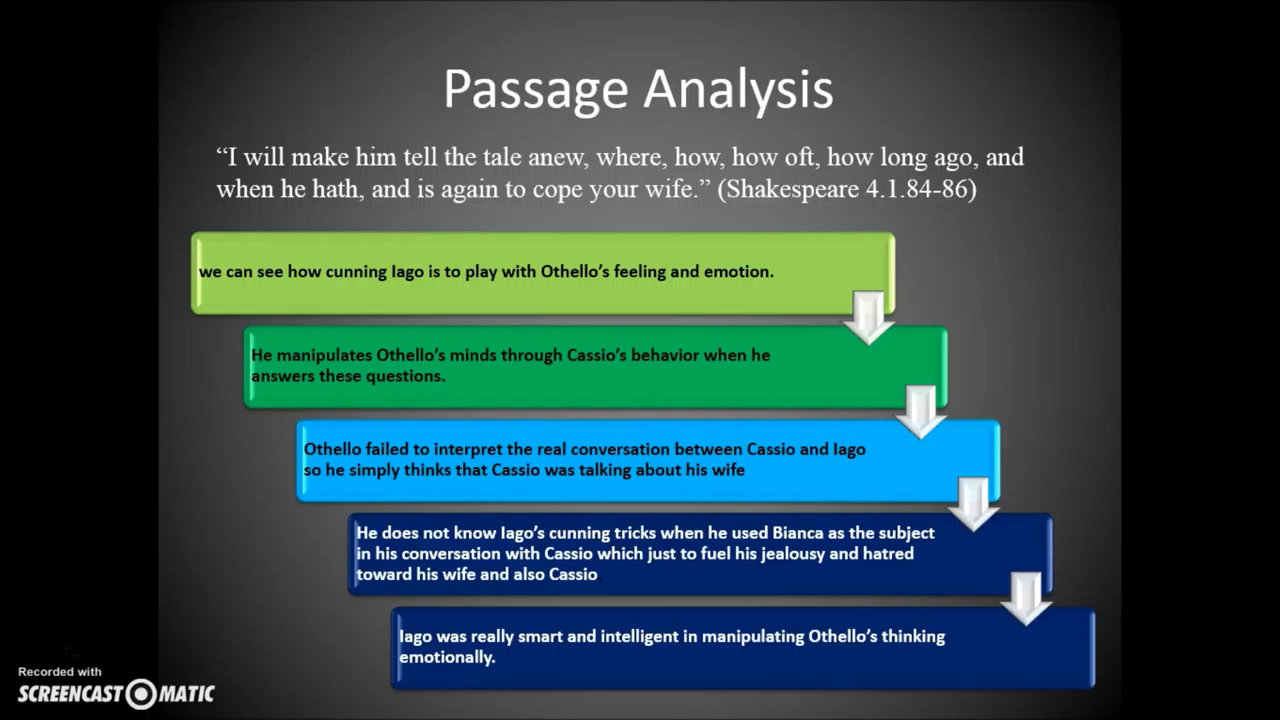 Passage Analysis
“I will make him tell the tale anew, where, how, how oft, how long ago, and
when he hath, and is again to cope your wife.” (Shakespeare 4.1.84-86)
we can see how cunning Iago is to play with Othello’s feeling and emotion.
He manipulates Othello’s minds through Cassio’s behavior when he
answers these questions.
Othello failed to interpret the real conversation between Cassio and Iago
so he simply thinks that Cassio was talking about his wife
He does not know Iago’s cunning tricks when he used Bianca as the subject
in his conversation with Cassio which just to fuel his jealousy and hatred
toward his wife and also Cassio
Iago was really smart and intelligent in manipulating Othello’s thinking
emotionally.
Recorded with
SCREENCAST-O-MATIC